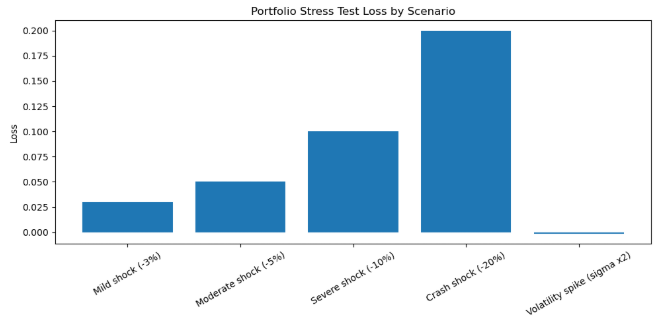 Portfolio Stress Test Loss by Scenario
Loss
0.200
0.175
0.150
0.125
0.100
0.075
0.050
0.025
0.000
Mild shock (-3%)
Moderate shock (-5%)
Severe shock (-10%)
Crash shock (-20%)
Volatility spike (sigma x2)